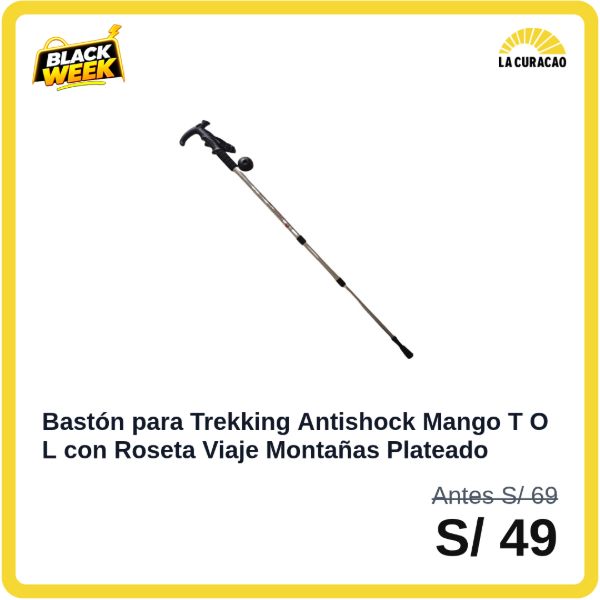 BLACK
WEEK
LA CURACAO
Bastón para Trekking Antishock Mango T O
L con Roseta Viaje Montañas Plateado
Antes S/ 69
S/ 49